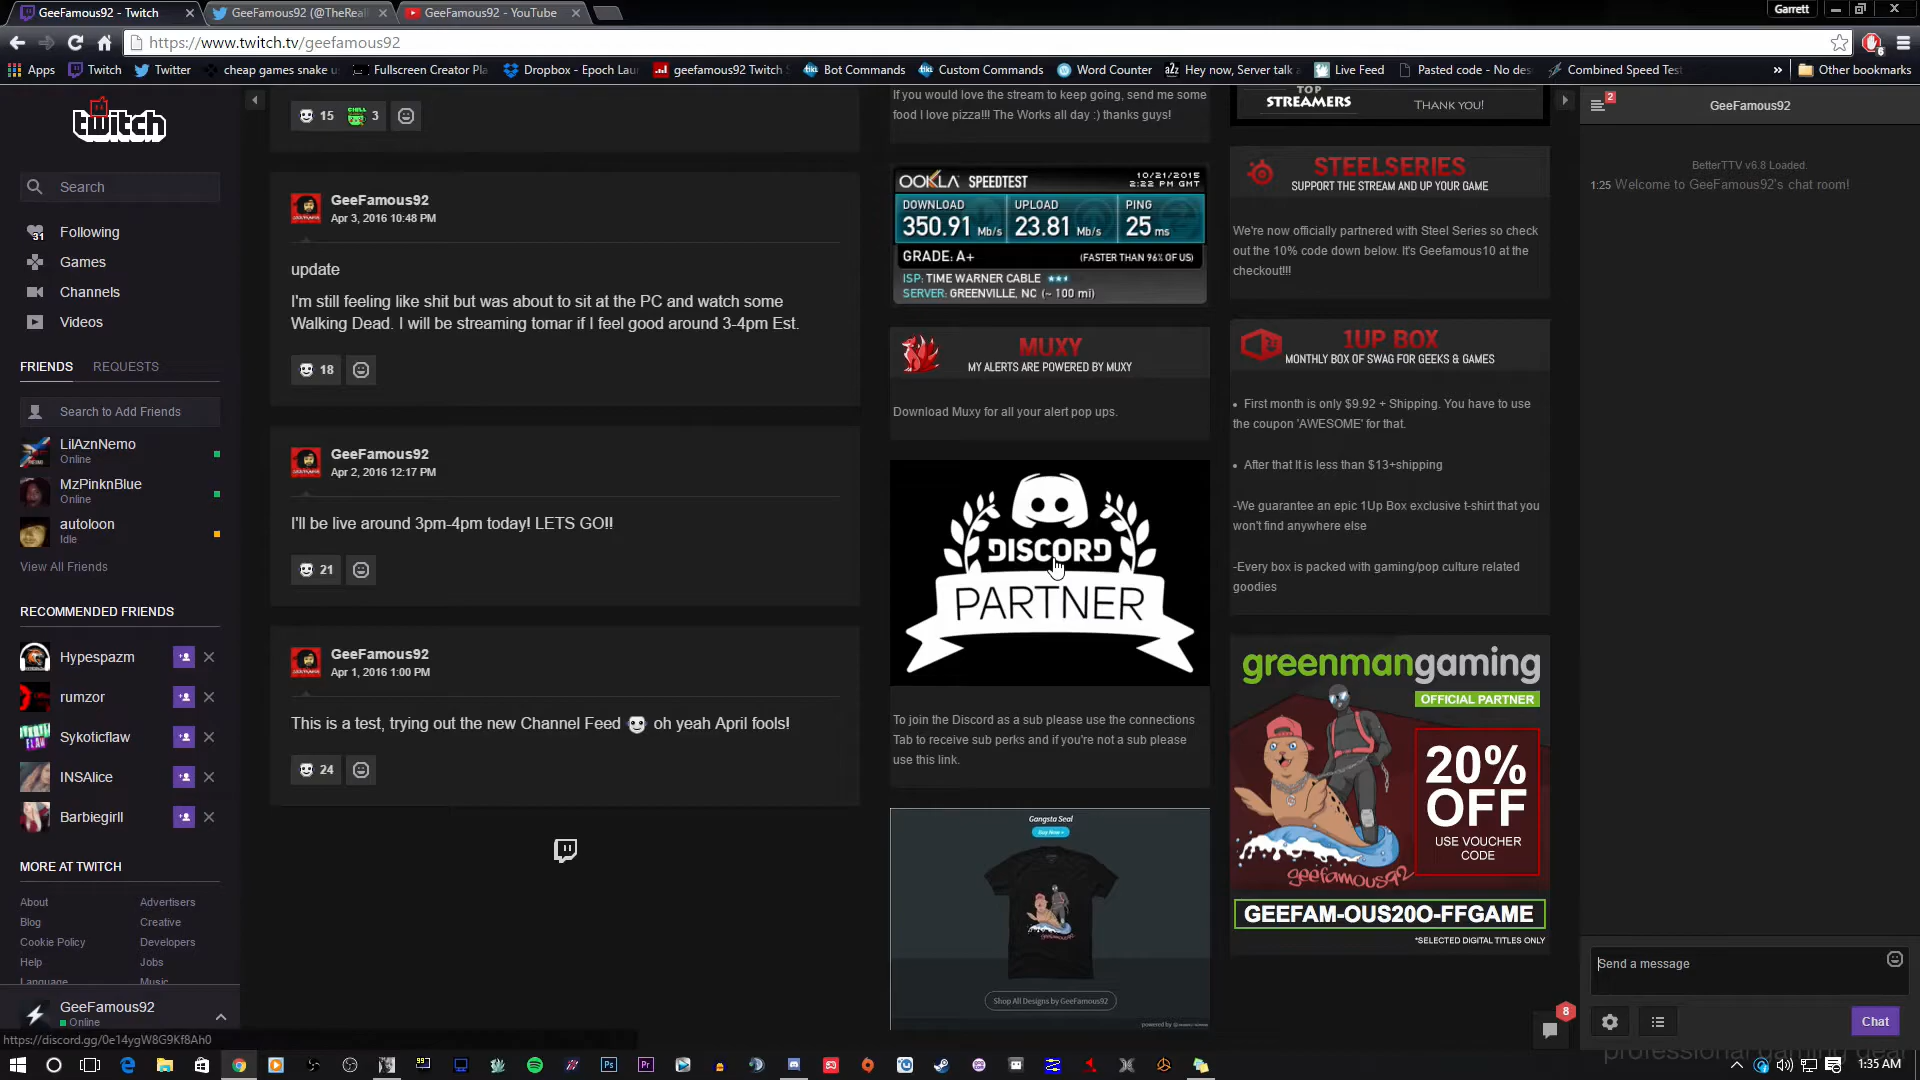 GeeFamous92 - Twitch
GeeFamous92 (@TheReal
GeeFamous92 - YouTube
Garrett
https://www.twitch.tv/geefamous92
6
Apps
Twitch
Twitter
cheap games snake u
Fullscreen Creator Pla
Dropbox - Epoch Lau
geefamous92 Twitch S
Bot Commands
Custom Commands
Word Counter
Hey now, Server talk
Live Feed
Pasted code - No des
Combined Speed Test
»
Other bookmarks
twitch
Search
31
Following
Games
Channels
Videos
FRIENDS
REQUESTS
Search to Add Friends
LilAznNemo
Online
MzPinknBlue
Online
autoloon
Idle
View All Friends
RECOMMENDED FRIENDS
Hypespazm
rumzor
Sykoticflaw
INSAlice
Barbiegirll
MORE AT TWITCH
About
Advertisers
Blog
Creative
Cookie Policy
Developers
Help
Jobs
Language
Music
GeeFamous92
Online
https://discord.gg/0e14ygW8G9Kf8Ah0
15
3
GeeFamous92
Apr 3, 2016 10:48 PM
update
I'm still feeling like shit but was about to sit at the PC and watch some
Walking Dead. I will be streaming tomar if I feel good around 3-4pm Est.
18
GeeFamous92
Apr 2, 2016 12:17 PM
I'll be live around 3pm-4pm today! LETS GO!!
21
GeeFamous92
Apr 1, 2016 1:00 PM
This is a test, trying out the new Channel Feed oh yeah April fools!
24
If you would love the stream to keep going, send me some
food I love pizza!!! The Works all day :) thanks guys!
OOKLA SPEEDTEST
10/21/2015
2:22 PM GMT
DOWNLOAD
350.91 Mb/s
UPLOAD
23.81 Mb/s
PING
25 ms
GRADE: A+
(FASTER THAN 96% OF US)
ISP: TIME WARNER CABLE
SERVER: GREENVILLE, NC (~ 100 mi)
MUXY
MY ALERTS ARE POWERED BY MUXY
Download Muxy for all your alert pop ups.
DISCORD
PARTNER
To join the Discord as a sub please use the connections
Tab to receive sub perks and if you're not a sub please
use this link.
Gangsta Seal
Buy Now
Shop All Designs by GeeFamous92
TOP
STREAMERS
THANK YOU!
STEELSERIES
SUPPORT THE STREAM AND UP YOUR GAME
We're now officially partnered with Steel Series so check
out the 10% code down below. It's Geefamous10 at the
checkout!!!
1UP BOX
MONTHLY BOX OF SWAG FOR GEEKS & GAMES
• First month is only $9.92 + Shipping. You have to use
the coupon 'AWESOME' for that.
• After that It is less than $13+shipping
-We guarantee an epic 1Up Box exclusive t-shirt that you
won't find anywhere else
-Every box is packed with gaming/pop culture related
goodies
greenmangaming
OFFICIAL PARTNER
20%
OFF
USE VOUCHER
CODE
geefamous92
GEEFAM-OUS20O-FFGAME
*SELECTED DIGITAL TITLES ONLY
2
GeeFamous92
BetterTTV v6.8 Loaded.
1:25 Welcome to GeeFamous92's chat room!
Send a message
8
Chat
professional gaming gear
1:35 AM